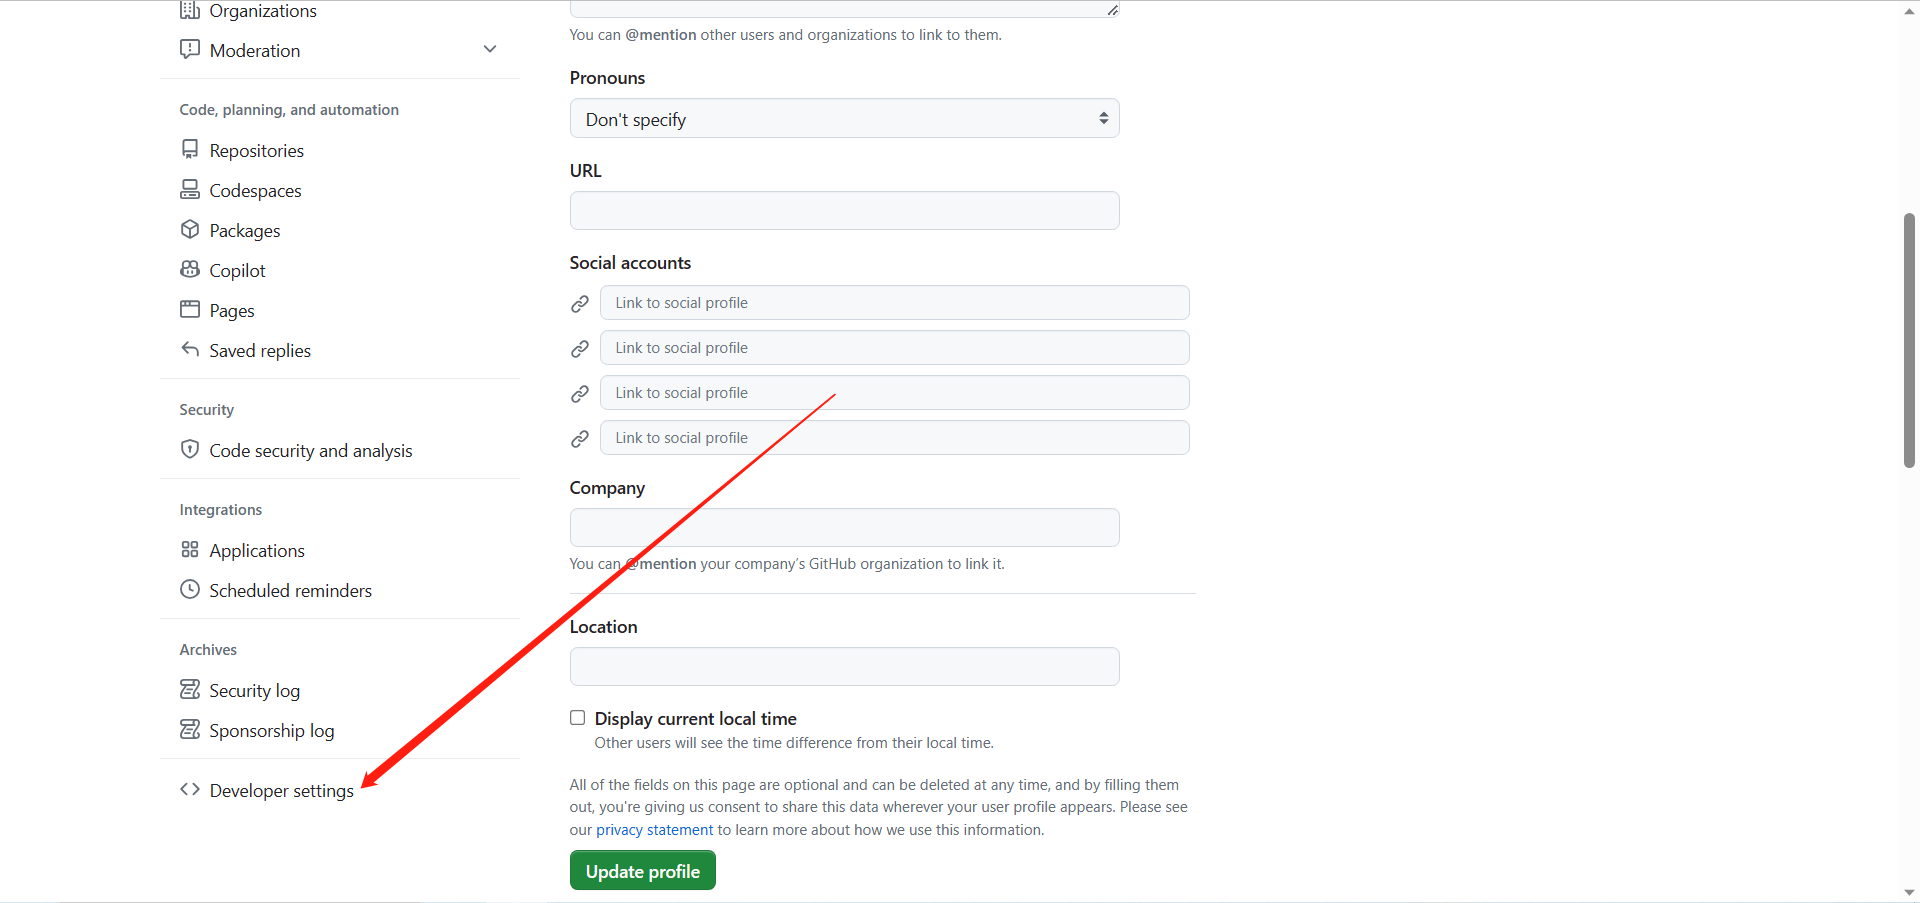 Organizations
Moderation
Code, planning, and automation
Repositories
Codespaces
Packages
Copilot
Pages
Saved replies
Security
Code security and analysis
Integrations
Applications
Scheduled reminders
Archives
Security log
Sponsorship log
Developer settings
You can @mention other users and organizations to link to them.
Pronouns
Don't specify
URL
Social accounts
Link to social profile
Link to social profile
Link to social profile
Link to social profile
Company
You can @mention your company's GitHub organization to link it.
Location
Display current local time
Other users will see the time difference from their local time.
All of the fields on this page are optional and can be deleted at any time, and by filling them
out, you're giving us consent to share this data wherever your user profile appears. Please see
our privacy statement to learn more about how we use this information.
Update profile